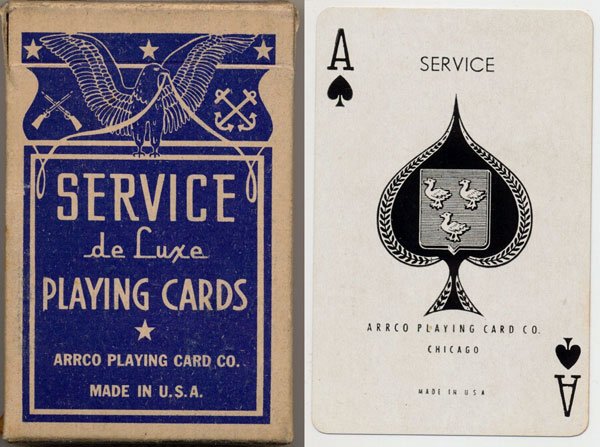 SERVICE
de Luxe
PLAYING CARDS
ARRCO PLAYING CARD CO.
MADE IN U.S.A.
A
SERVICE
ARRCO PLAYING CARD CO.
CHICAGO
MADE IN U S A
A